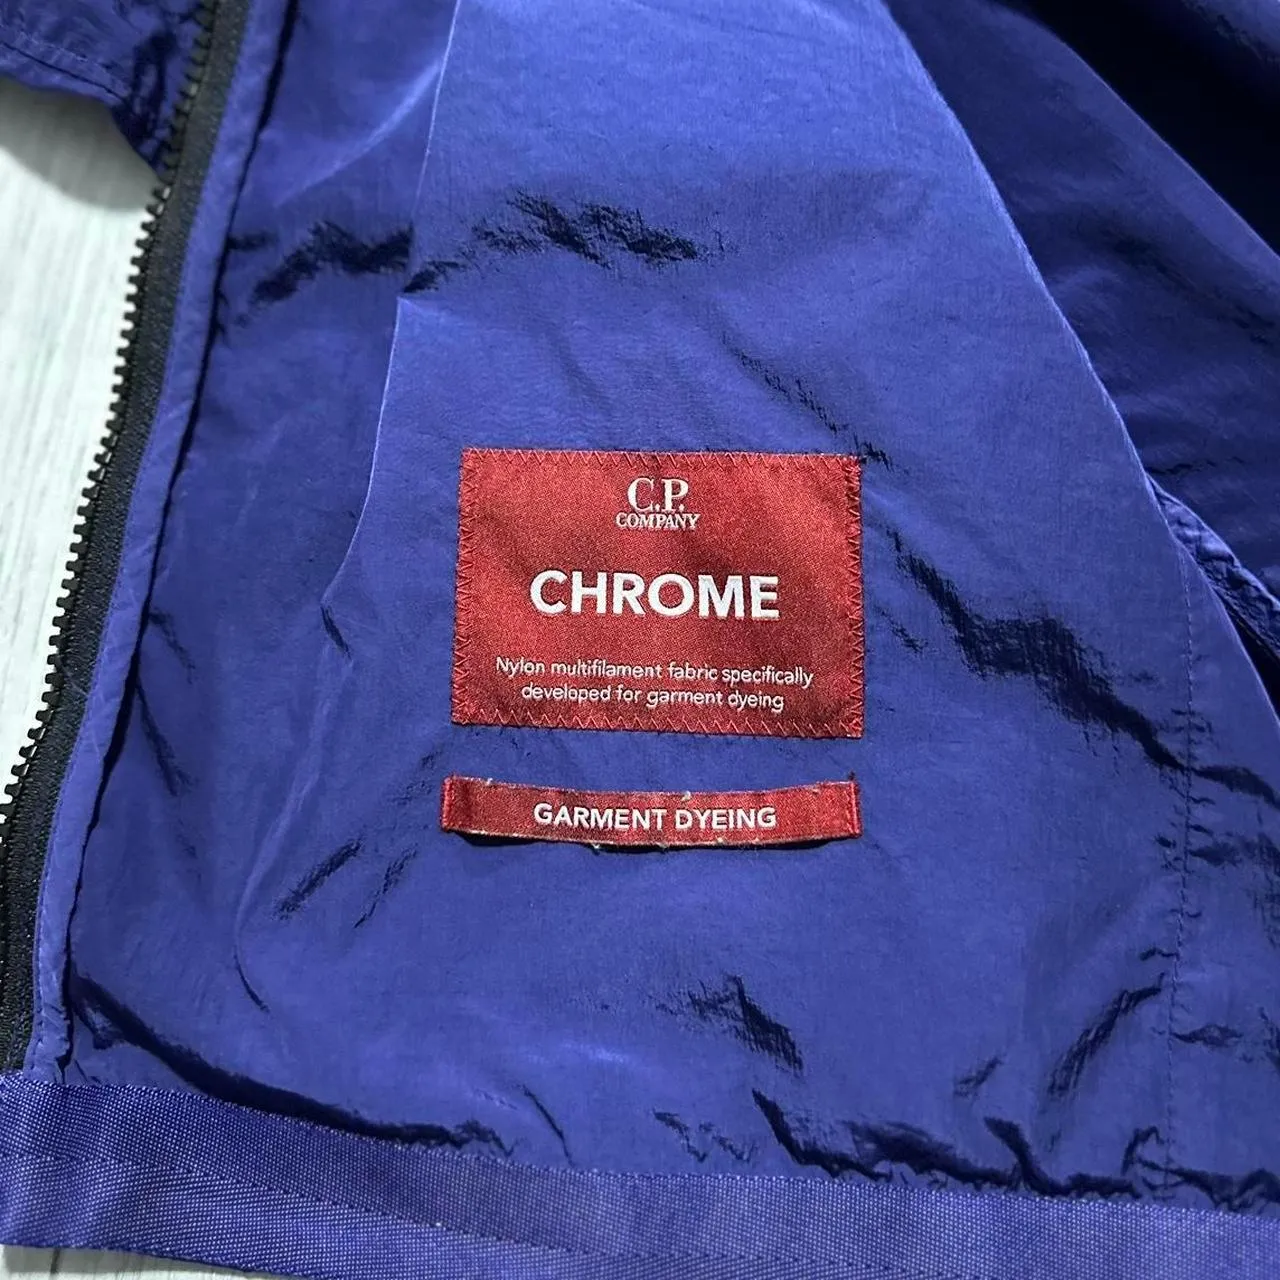 C.P.
COMPANY
CHROME
Nylon multifilament fabric specifically
developed for garment dyeing
GARMENT DYEING